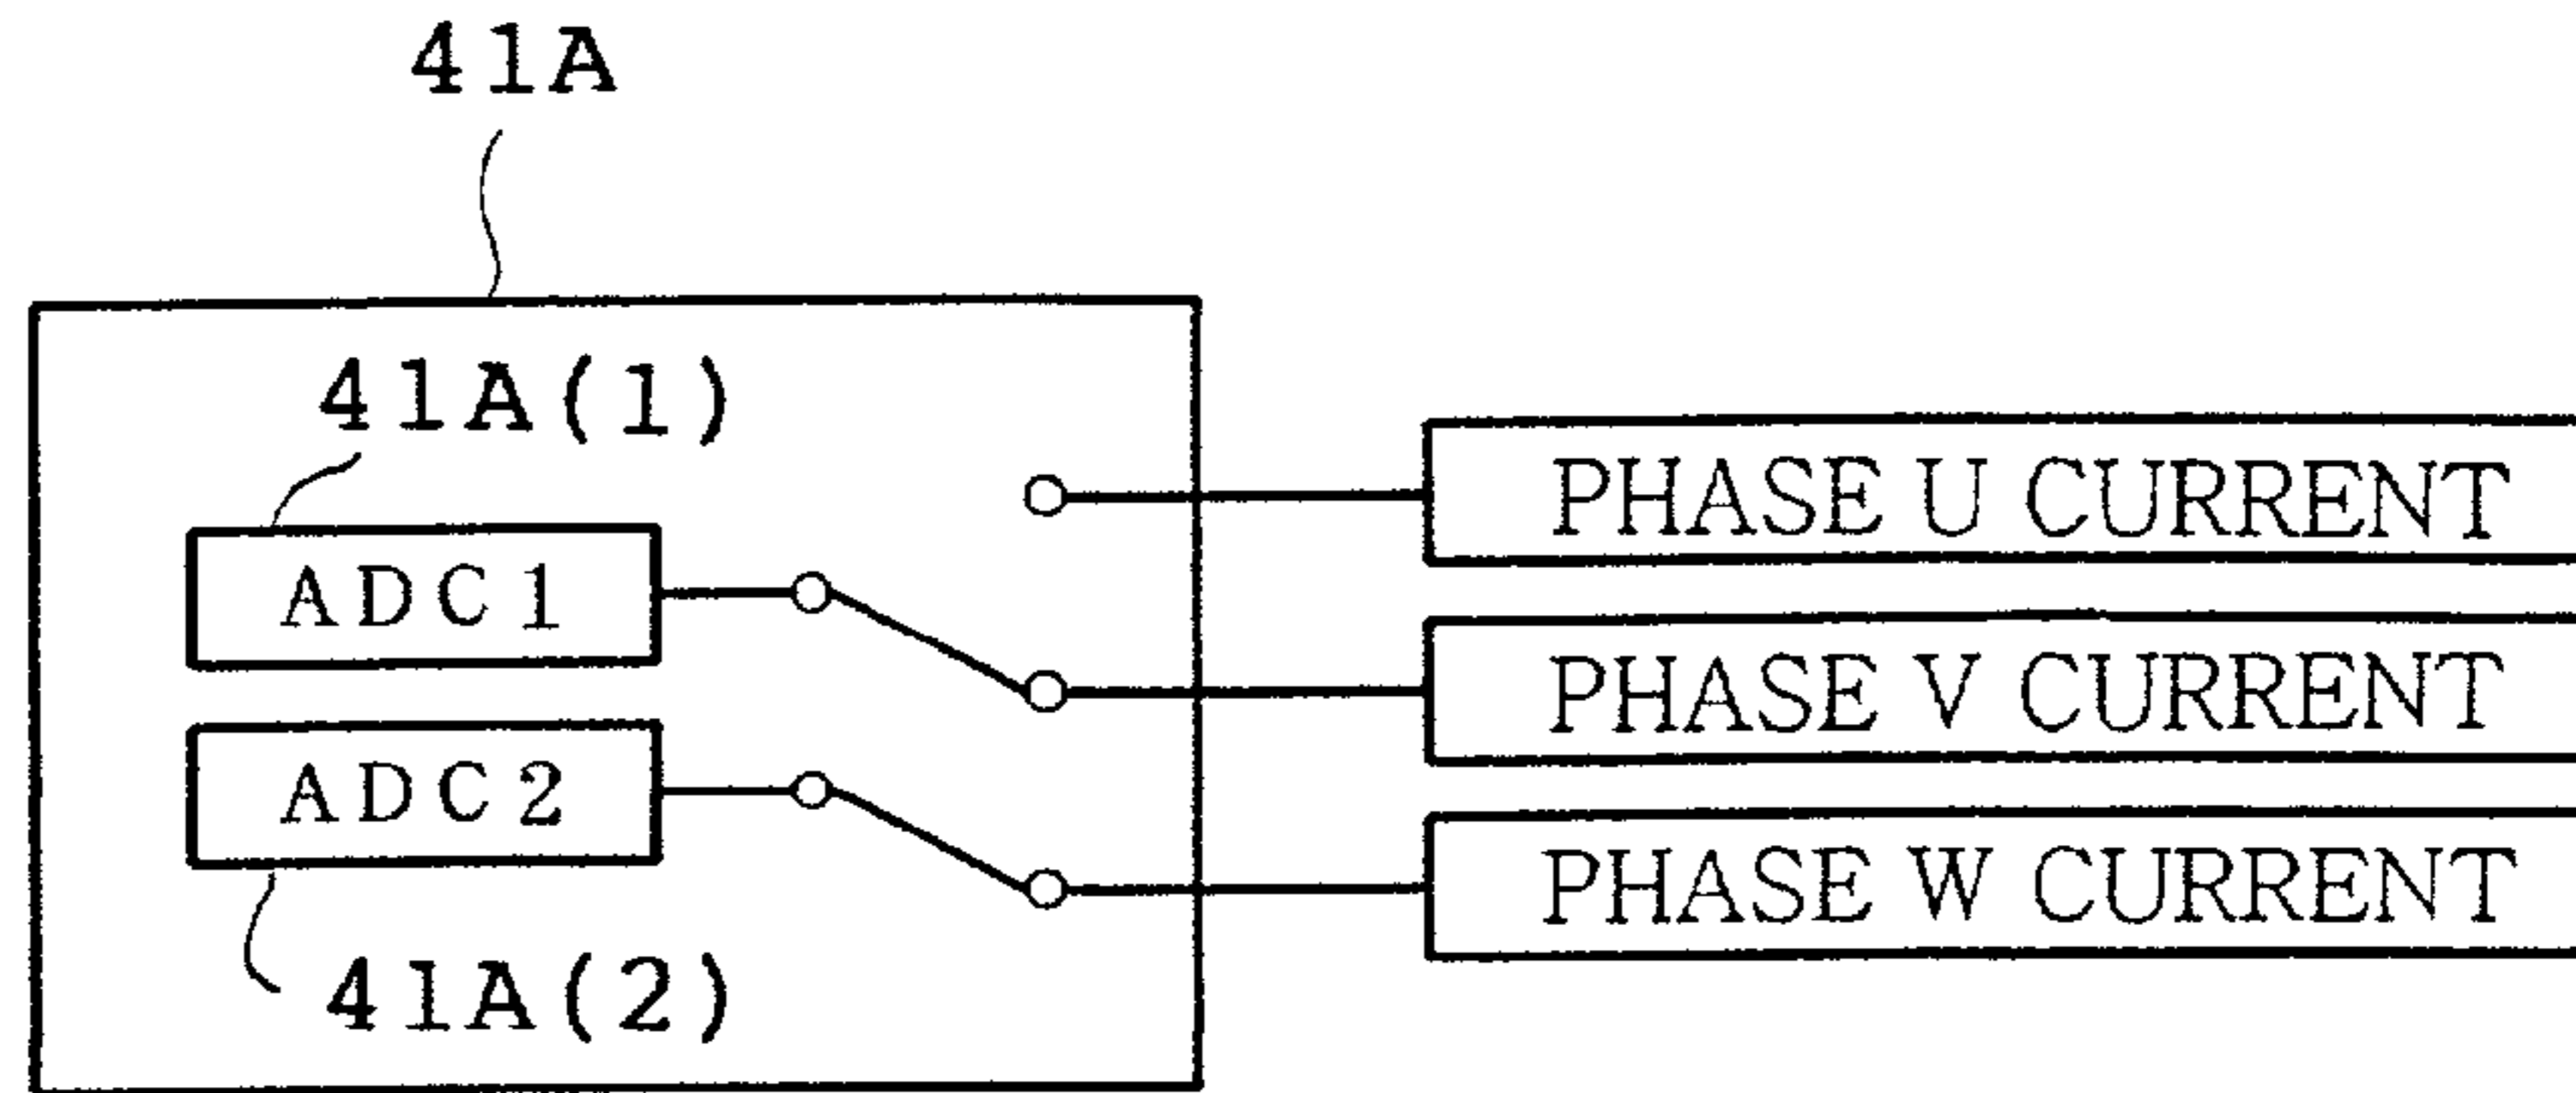 41A
41A(1)
ADC1
ADC2
41A(2)
PHASE U CURRENT
PHASE V CURRENT
PHASE W CURRENT